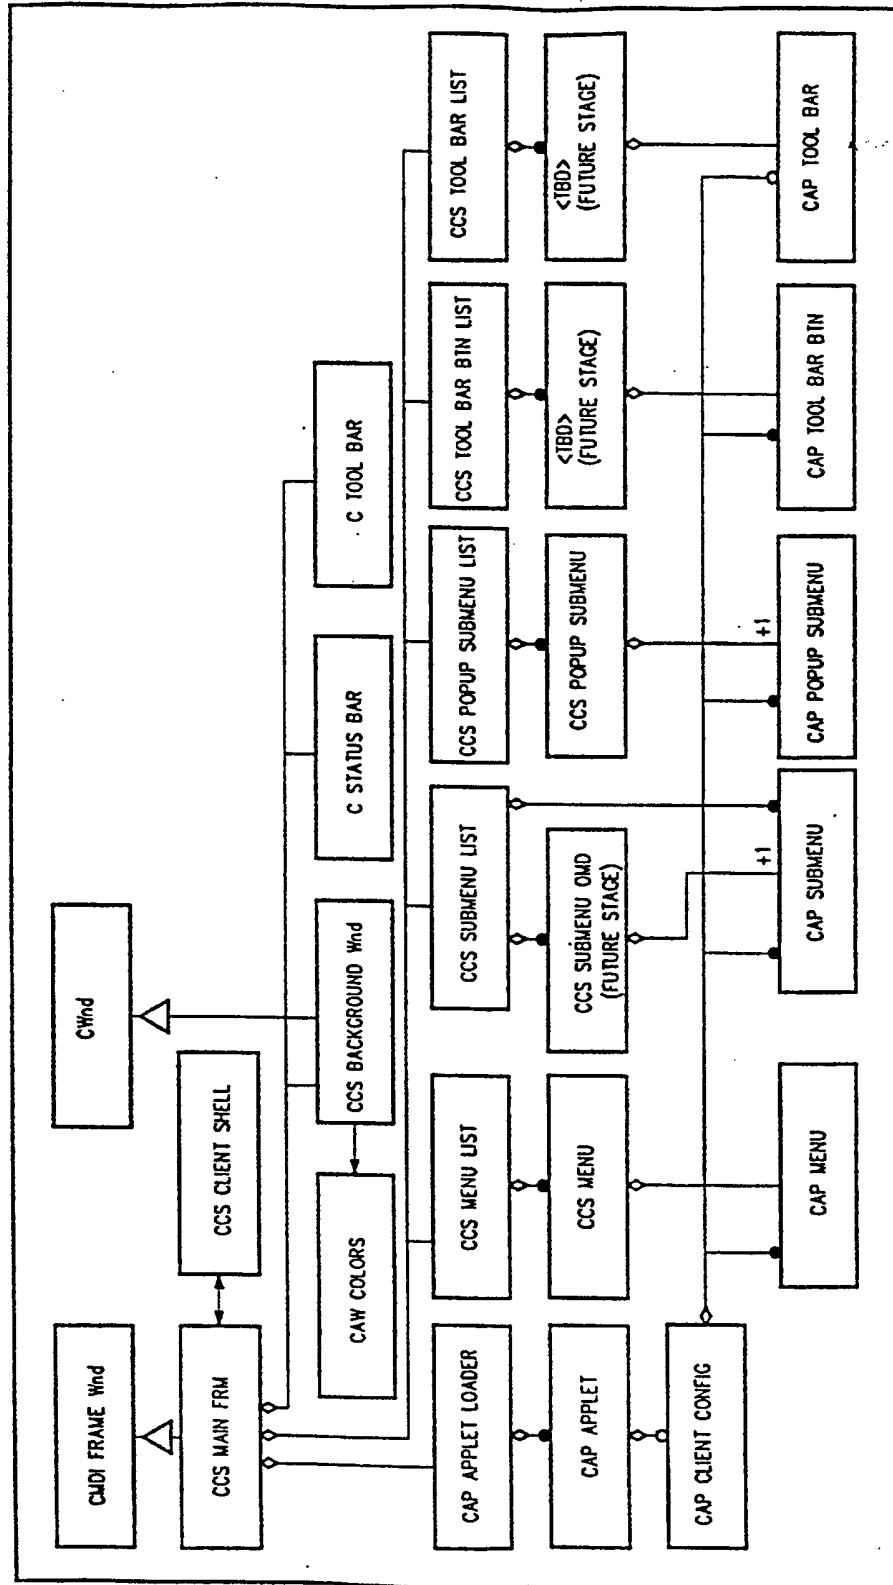 CWnd
CMDI FRAME Wnd
CCS CLIENT SHELL
CCS MAIN FRM
CAW COLORS
CCS BACKGROUND Wnd
C STATUS BAR
C TOOL BAR
CAP APPLET LOADER
CCS MENU LIST
CCS SUBMENU LIST
CCS POPUP SUBMENU LIST
CCS TOOL BAR BTN LIST
CCS TOOL BAR LIST
CAP APPLET
CCS MENU
CCS SUBMENU OMD
(FUTURE STAGE)
CCS POPUP SUBMENU
<TBD>
(FUTURE STAGE)
<TBD>
(FUTURE STAGE)
CAP CLIENT CONFIG
+1
+1
CAP MENU
CAP SUBMENU
CAP POPUP SUBMENU
CAP TOOL BAR BTN
CAP TOOL BAR